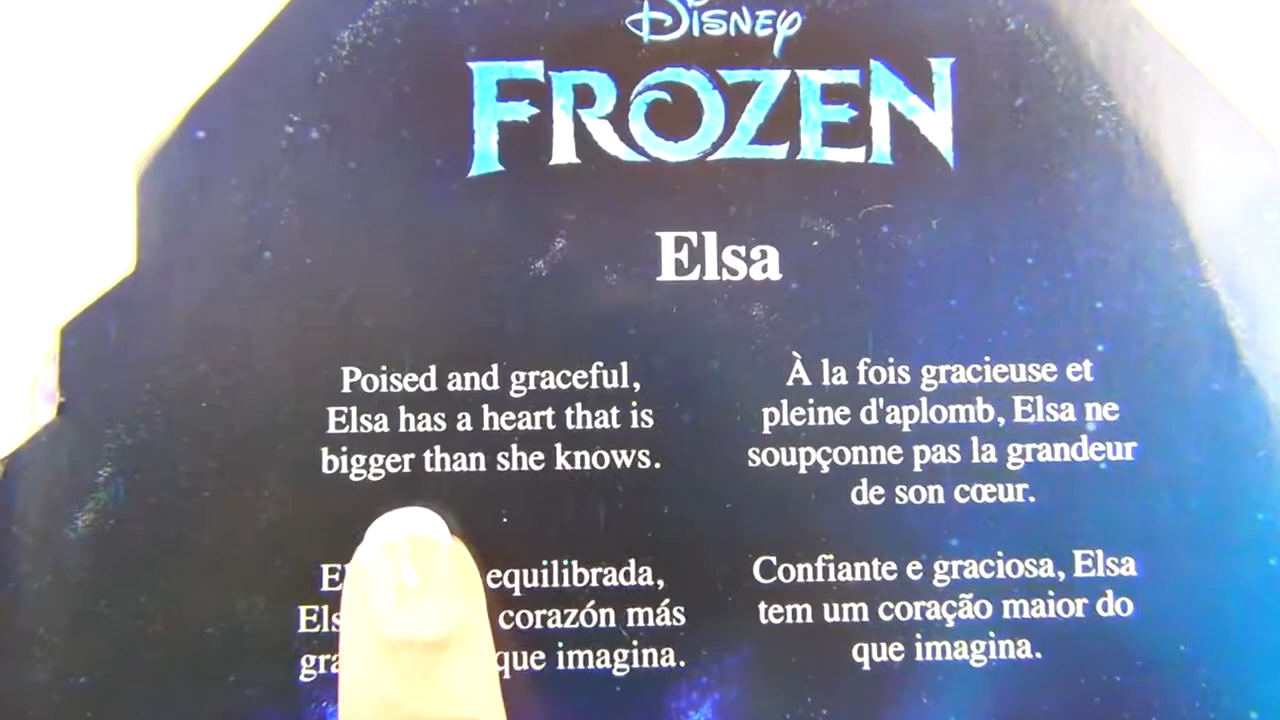 Disney
FROZEN
Elsa
Poised and graceful,
Elsa has a heart that is
bigger than she knows.
À la fois gracieuse et
pleine d'aplomb, Elsa ne
soupçonne pas la grandeur
de son cœur.
equilibrada,
corazón más
que imagina.
Confiante e graciosa, Elsa
tem um coração maior do
que imagina.